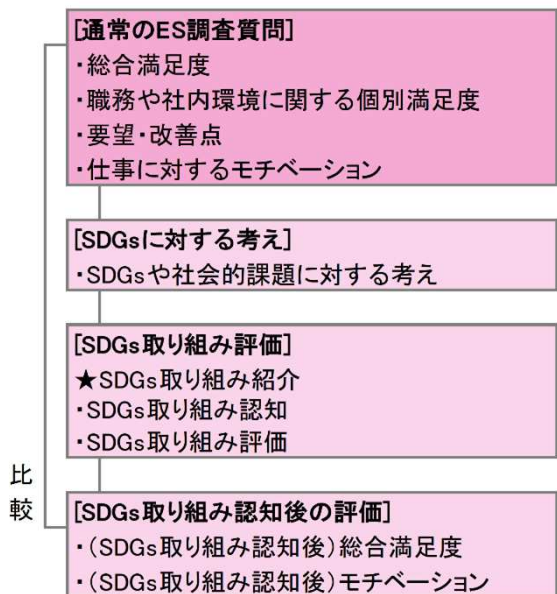 [通常のES調査質問]
・総合満足度
・職務や社内環境に関する個別満足度
・要望・改善点
・仕事に対するモチベーション
[SDGsに対する考え]
・SDGsや社会的課題に対する考え
[SDGs取り組み評価]
★SDGs取り組み紹介
・SDGs取り組み認知
・SDGs取り組み評価
比較
[SDGs取り組み認知後の評価]
・(SDGs取り組み認知後)総合満足度
・(SDGs取り組み認知後)モチベーション